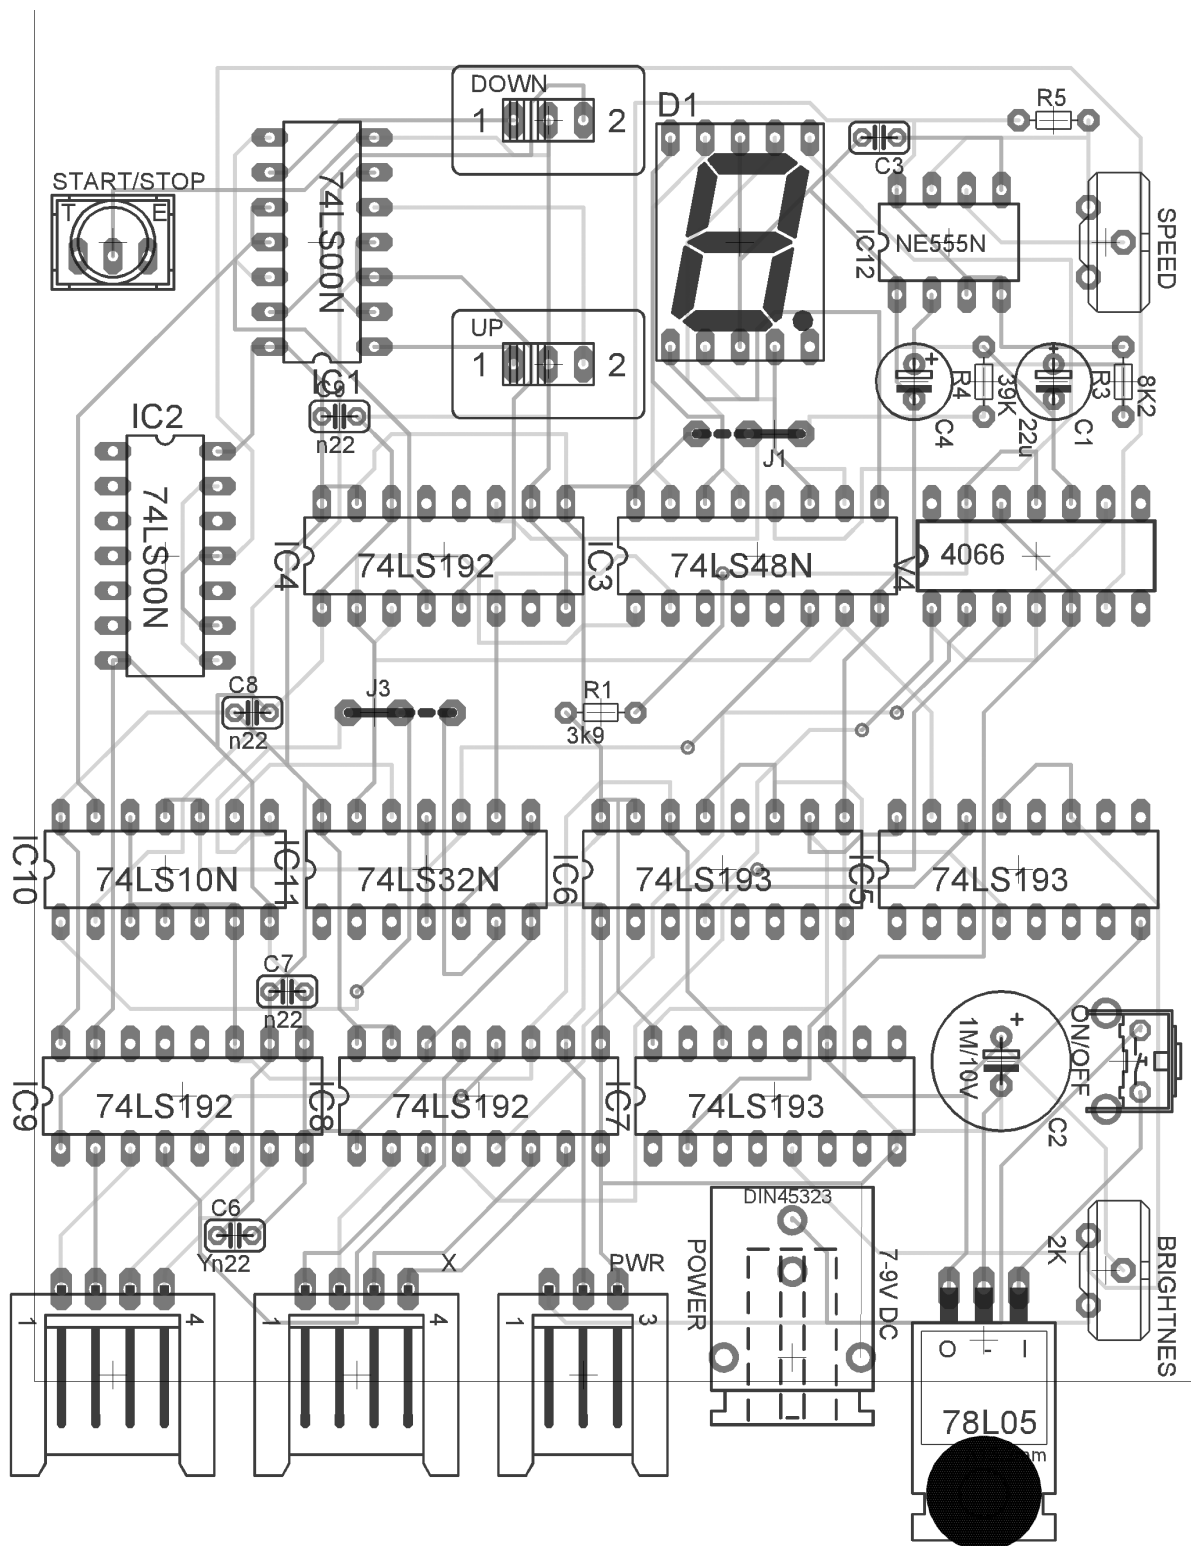 DOWN
1 2
D1
R5
C3
START/STOP
T E
74LS00N
IC1
IC12
NE555N
SPEED
UP
1 2
C9
n22
+
C4
R4
39K
+
22u
C1
R3
8K2
IC2
74LS00N
J1
IC4
74LS192
IC3
74LS48N
V4
4066
C8
n22
J3
R1
3k9
IC10
74LS10N
IC11
74LS32N
IC6
74LS193
IC5
74LS193
C7
n22
+
1M/10V
C2
ON/OFF
IC9
74LS192
IC8
74LS192
IC7
74LS193
C6
Yn22
X
PWR
DIN45323
POWER
7-9V DC
2K
BRIGHTNES
1 4
1 4
1 3
O - I
78L05